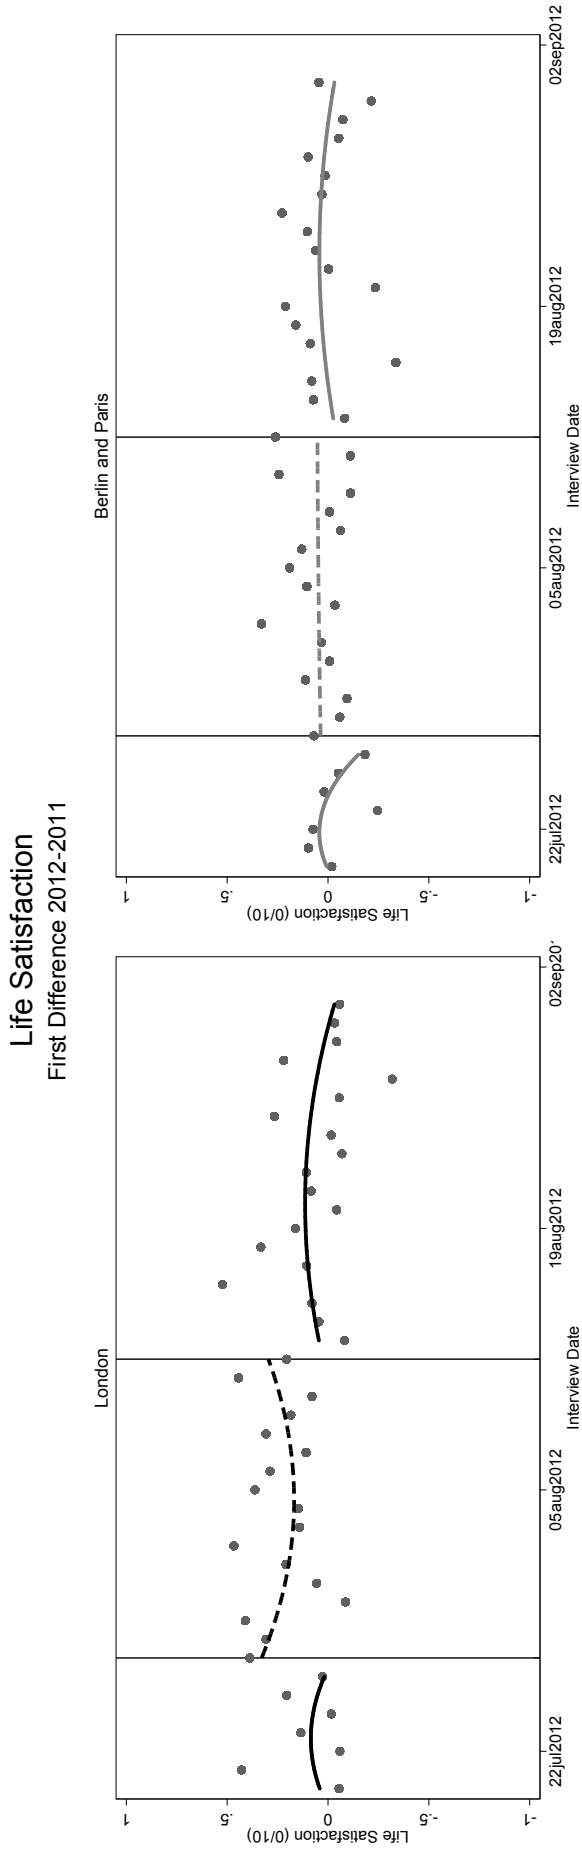 Life Satisfaction
First Difference 2012-2011
London
1
.5
0
-.5
-1
Life Satisfaction (0/10)
22jul2012
05aug2012
19aug2012
02sep20
Interview Date
Berlin and Paris
1
.5
0
-.5
-1
Life Satisfaction (0/10)
22jul2012
05aug2012
19aug2012
02sep2012
Interview Date